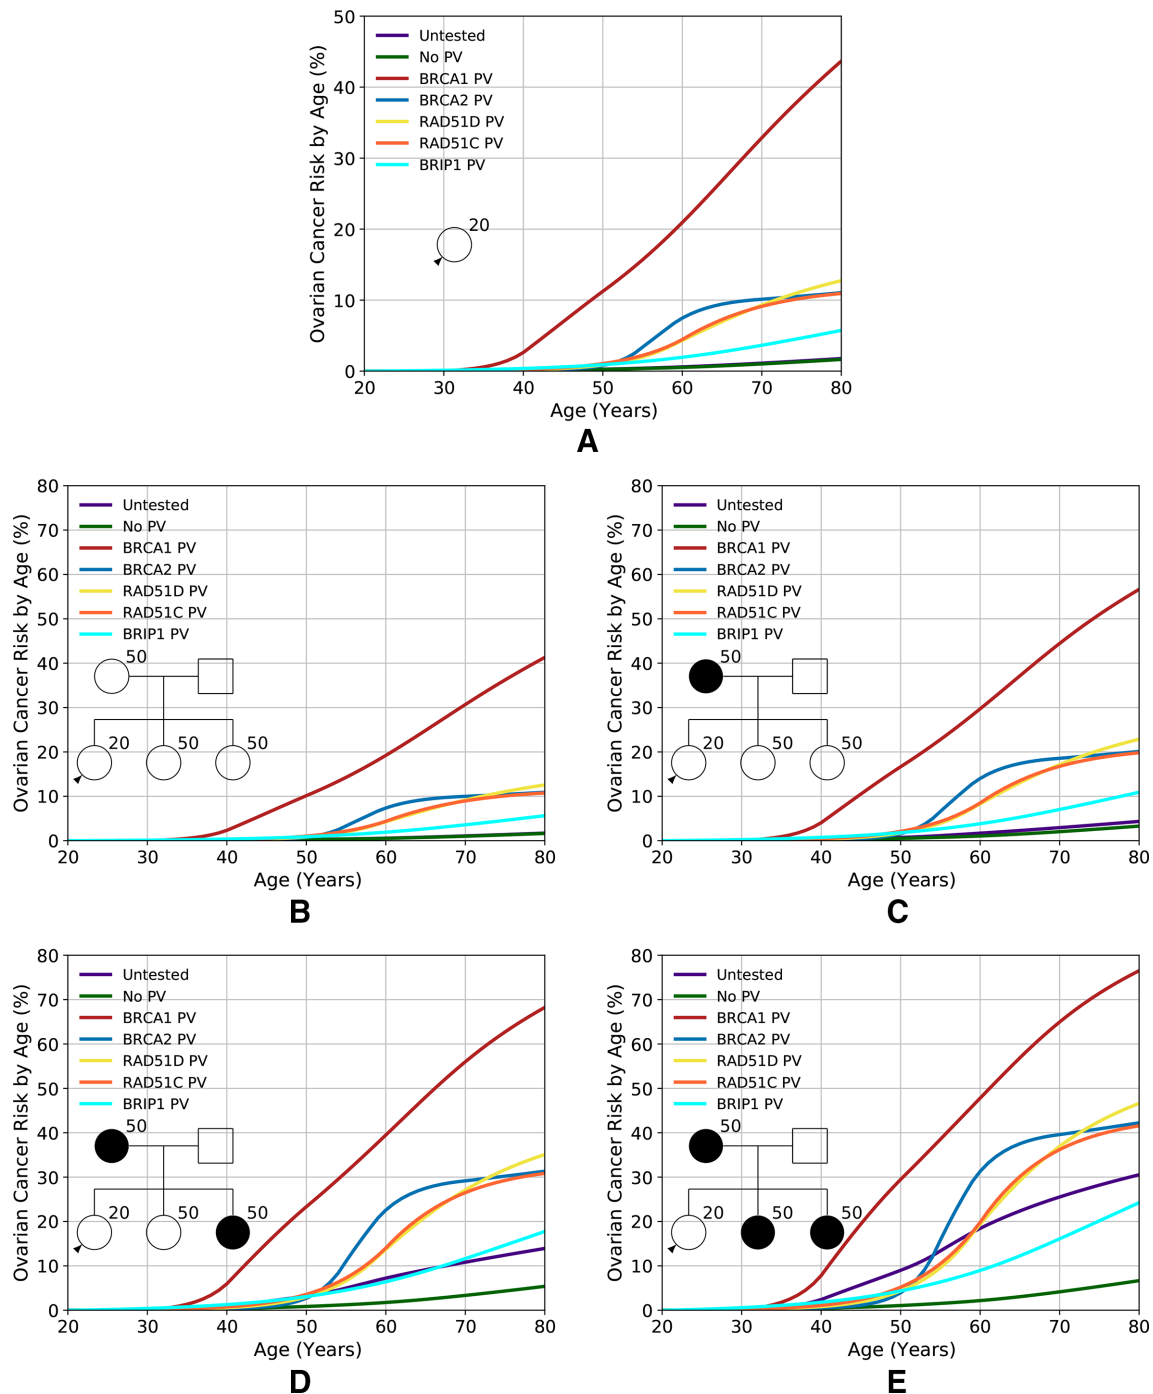 50
40
30
20
10
0
Ovarian Cancer Risk by Age (%)
Untested
No PV
BRCA1 PV
BRCA2 PV
RAD51D PV
RAD51C PV
BRIP1 PV
20
20 30 40 50 60 70 80
Age (Years)
A
80
70
60
50
40
30
20
10
0
Ovarian Cancer Risk by Age (%)
Untested
No PV
BRCA1 PV
BRCA2 PV
RAD51D PV
RAD51C PV
BRIP1 PV
50
20 50 50
20 30 40 50 60 70 80
Age (Years)
B
80
70
60
50
40
30
20
10
0
Ovarian Cancer Risk by Age (%)
Untested
No PV
BRCA1 PV
BRCA2 PV
RAD51D PV
RAD51C PV
BRIP1 PV
50
20 50 50
20 30 40 50 60 70 80
Age (Years)
C
80
70
60
50
40
30
20
10
0
Ovarian Cancer Risk by Age (%)
Untested
No PV
BRCA1 PV
BRCA2 PV
RAD51D PV
RAD51C PV
BRIP1 PV
50
20 50 50
20 30 40 50 60 70 80
Age (Years)
D
80
70
60
50
40
30
20
10
0
Ovarian Cancer Risk by Age (%)
Untested
No PV
BRCA1 PV
BRCA2 PV
RAD51D PV
RAD51C PV
BRIP1 PV
50
20 50 50
20 30 40 50 60 70 80
Age (Years)
E